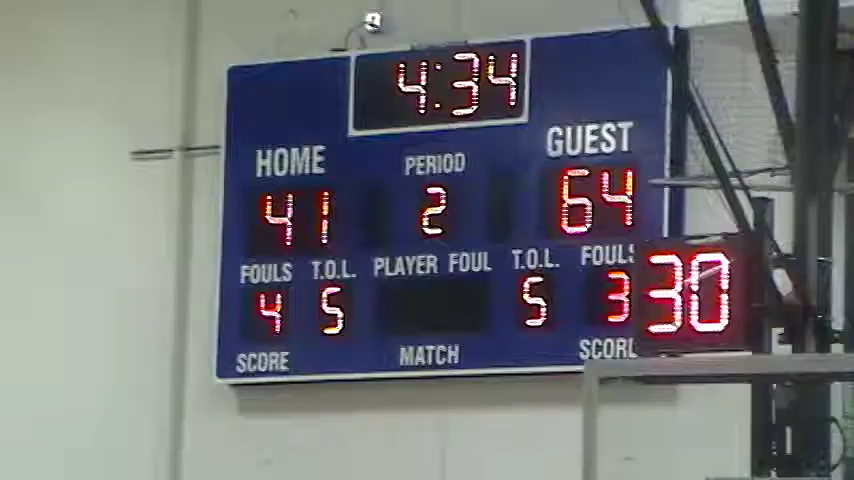 4:34
HOME PERIOD GUEST
41 2 64
FOULS T.O.L. PLAYER FOUL T.O.L. FOULS
4 5 5 3 30
SCORE MATCH SCORE